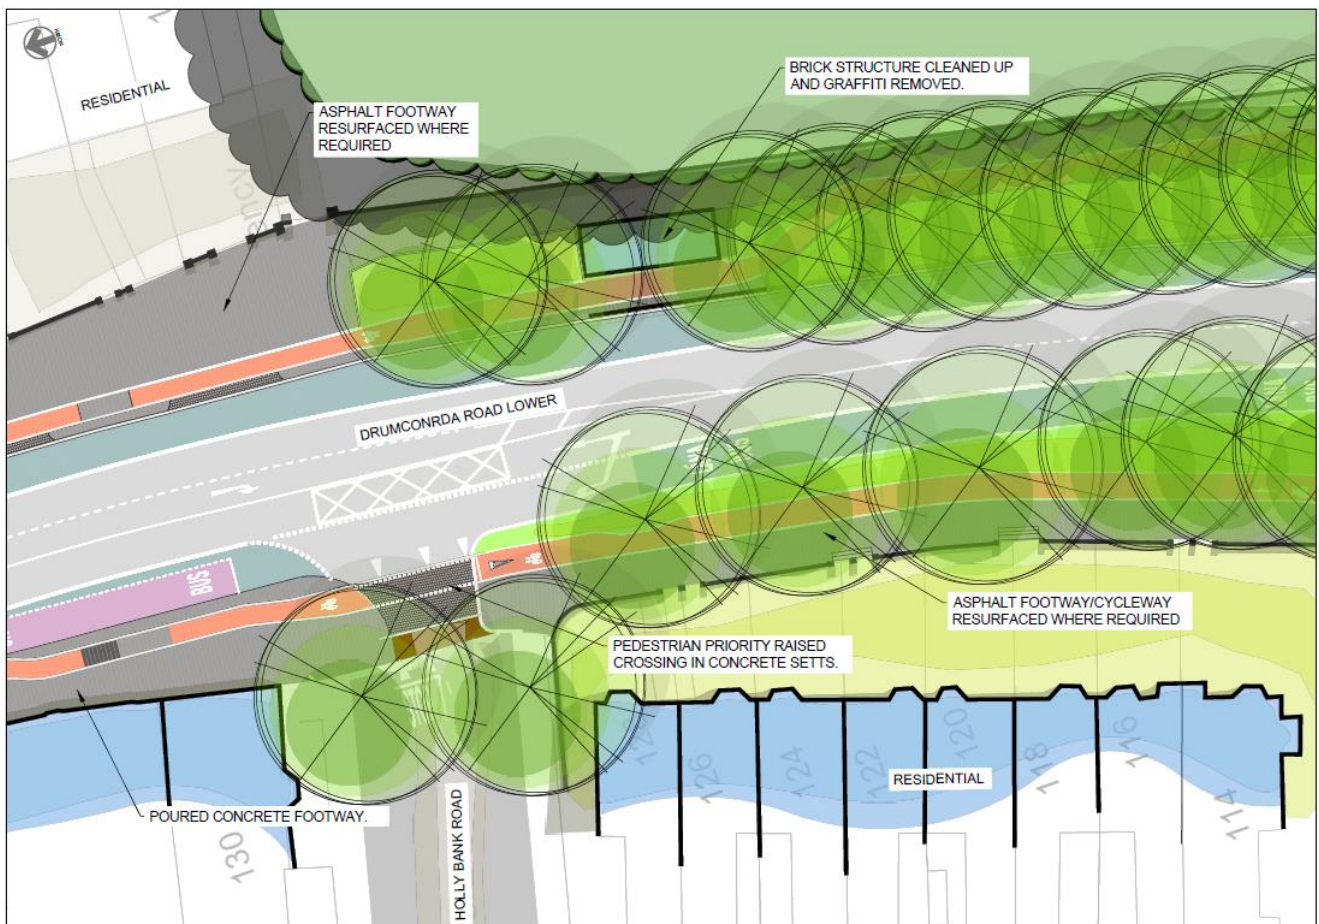 NORTH
RESIDENTIAL
ASPHALT FOOTWAY
RESURFACED WHERE
REQUIRED
BRICK STRUCTURE CLEANED UP
AND GRAFFITI REMOVED.
DRUMCONRDA ROAD LOWER
BUS
BUS
ASPHALT FOOTWAY/CYCLEWAY
RESURFACED WHERE REQUIRED
PEDESTRIAN PRIORITY RAISED
CROSSING IN CONCRETE SETTS.
126
124
122
120
118
116
114
RESIDENTIAL
POURED CONCRETE FOOTWAY.
130
HOLLY BANK ROAD